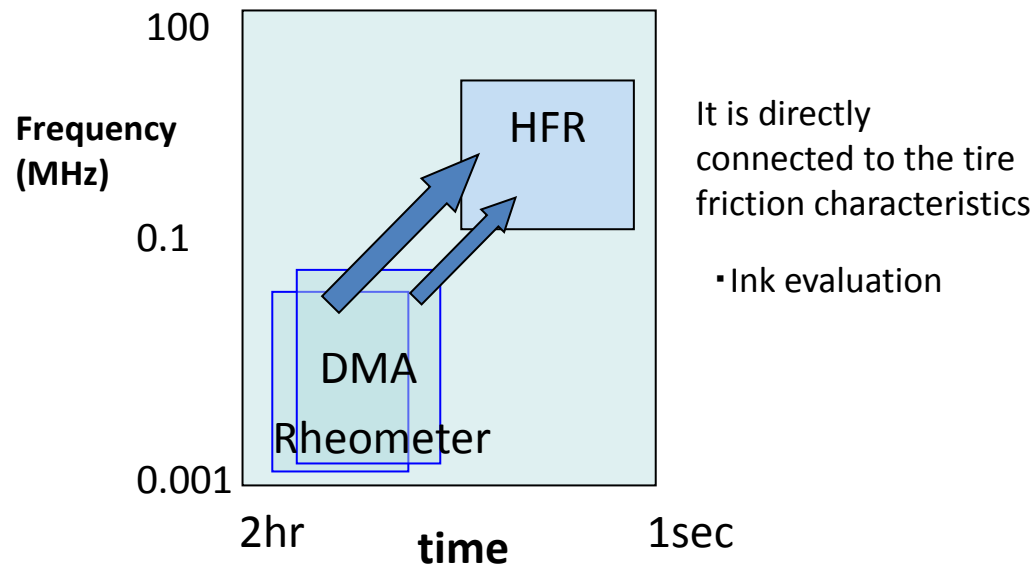 100
Frequency
(MHz)
0.1
0.001
HFR
DMA
Rheometer
2hr
time
1sec
It is directly
connected to the tire
friction characteristics
・Ink evaluation